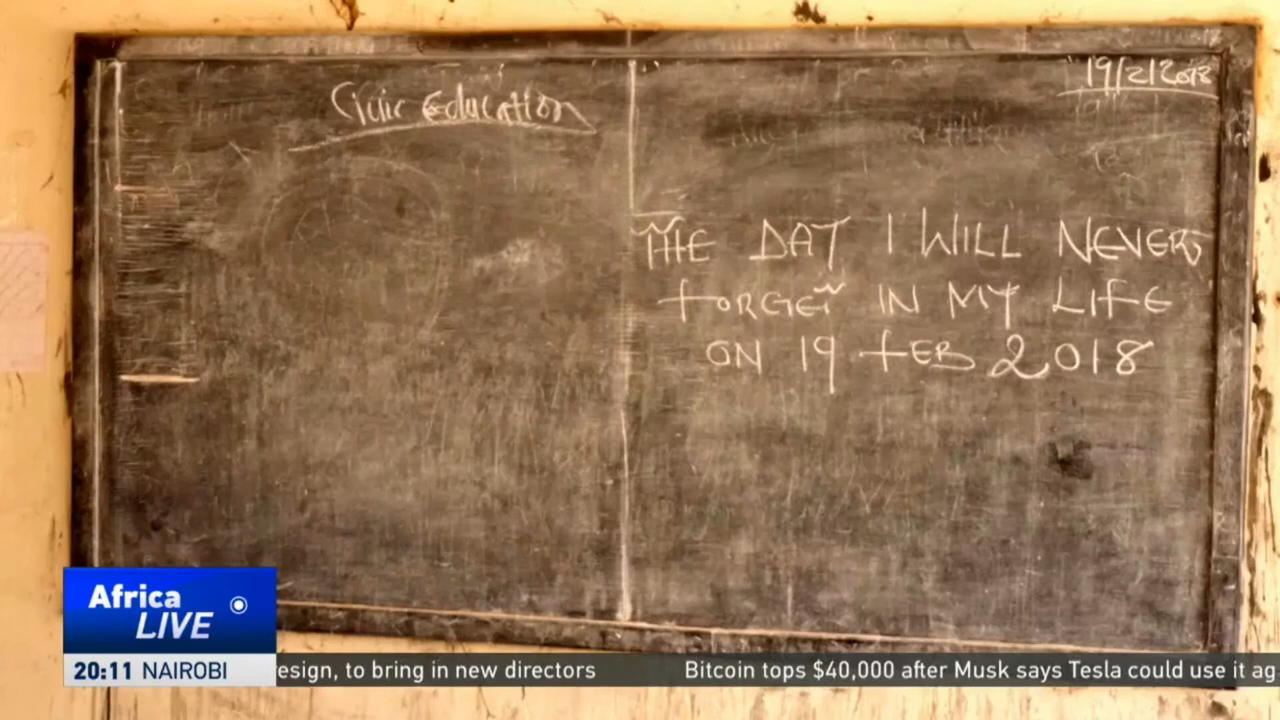 Civic Education
19/2/2018
THE DAY I WILL NEVER
FORGET IN MY LIFE
ON 19 FEB 2018
Africa
LIVE
20:11 NAIROBI
esign, to bring in new directors
Bitcoin tops $40,000 after Musk says Tesla could use it ag